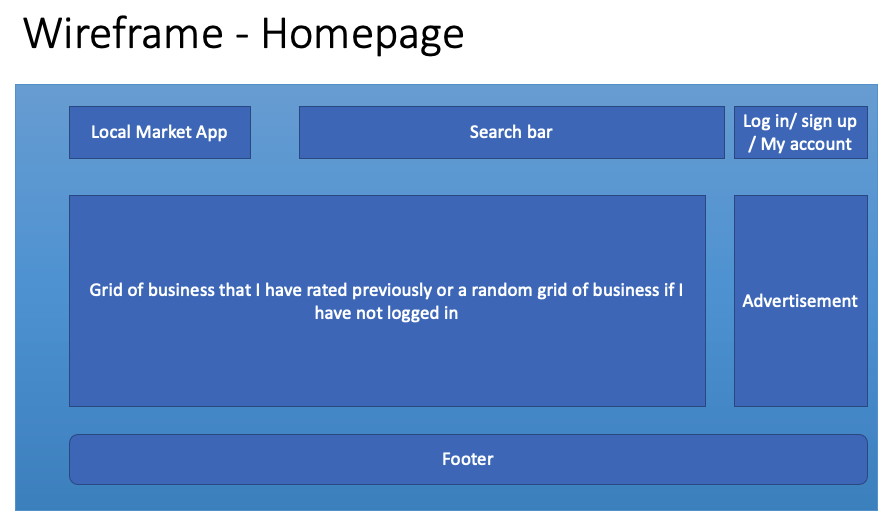 Wireframe - Homepage
Local Market App
Search bar
Log in/ sign up
/ My account
Grid of business that I have rated previously or a random grid of business if I
have not logged in
Advertisement
Footer